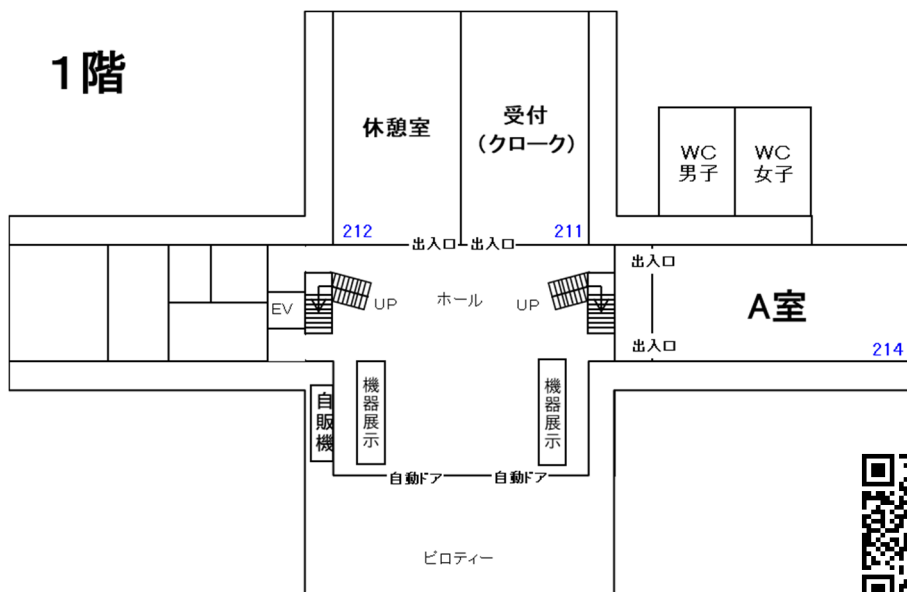 1階
休憩室
受付
(クローク)
WC
男子
WC
女子
212
出入口
出入口
211
出入口
EV
UP
ホール
UP
A室
出入口
214
自販機
機器展示
機器展示
自動ドア
自動ドア
ピロティー